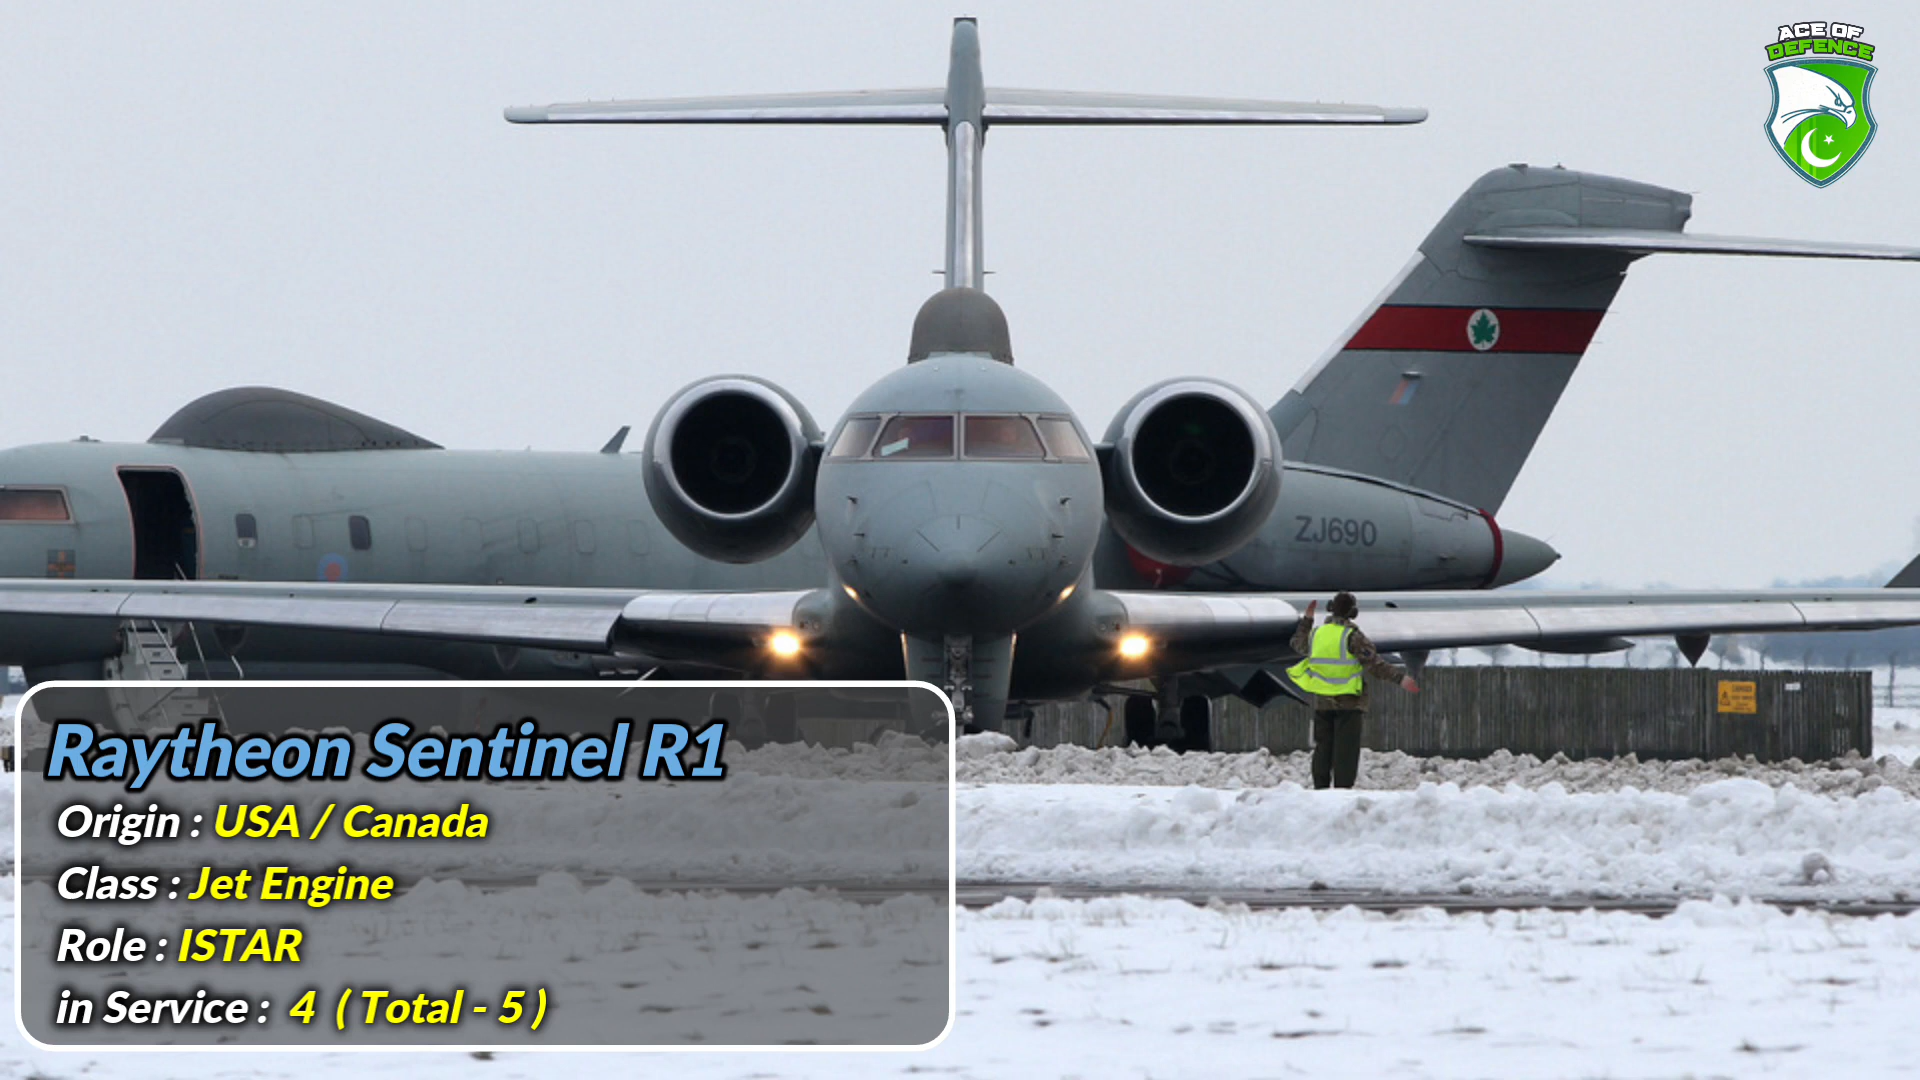 ACE OF
DEFENCE
ZJ690
Raytheon Sentinel R1
Origin : USA / Canada
Class : Jet Engine
Role : ISTAR
in Service : 4 ( Total - 5 )